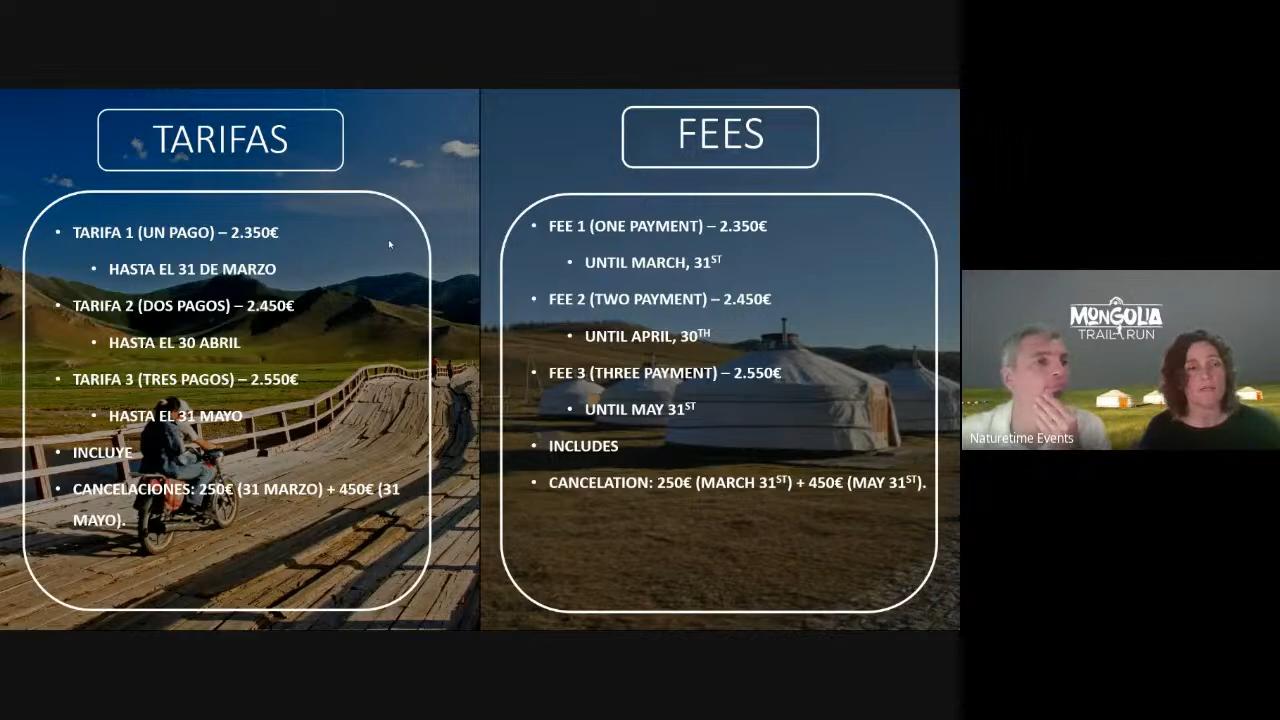 TARIFAS
TARIFA 1 (UN PAGO) – 2.350€
HASTA EL 31 DE MARZO
TARIFA 2 (DOS PAGOS) – 2.450€
HASTA EL 30 ABRIL
TARIFA 3 (TRES PAGOS) – 2.550€
HASTA EL 31 MAYO
INCLUYE
CANCELACIONES: 250€ (31 MARZO) + 450€ (31
MAYO).
FEES
FEE 1 (ONE PAYMENT) – 2.350€
UNTIL MARCH, 31ST
FEE 2 (TWO PAYMENT) – 2.450€
UNTIL APRIL, 30TH
FEE 3 (THREE PAYMENT) – 2.550€
UNTIL MAY 31ST
INCLUDES
CANCELATION: 250€ (MARCH 31ST) + 450€ (MAY 31ST).
MONGOLIA
TRAIL RUN
Naturetime Events